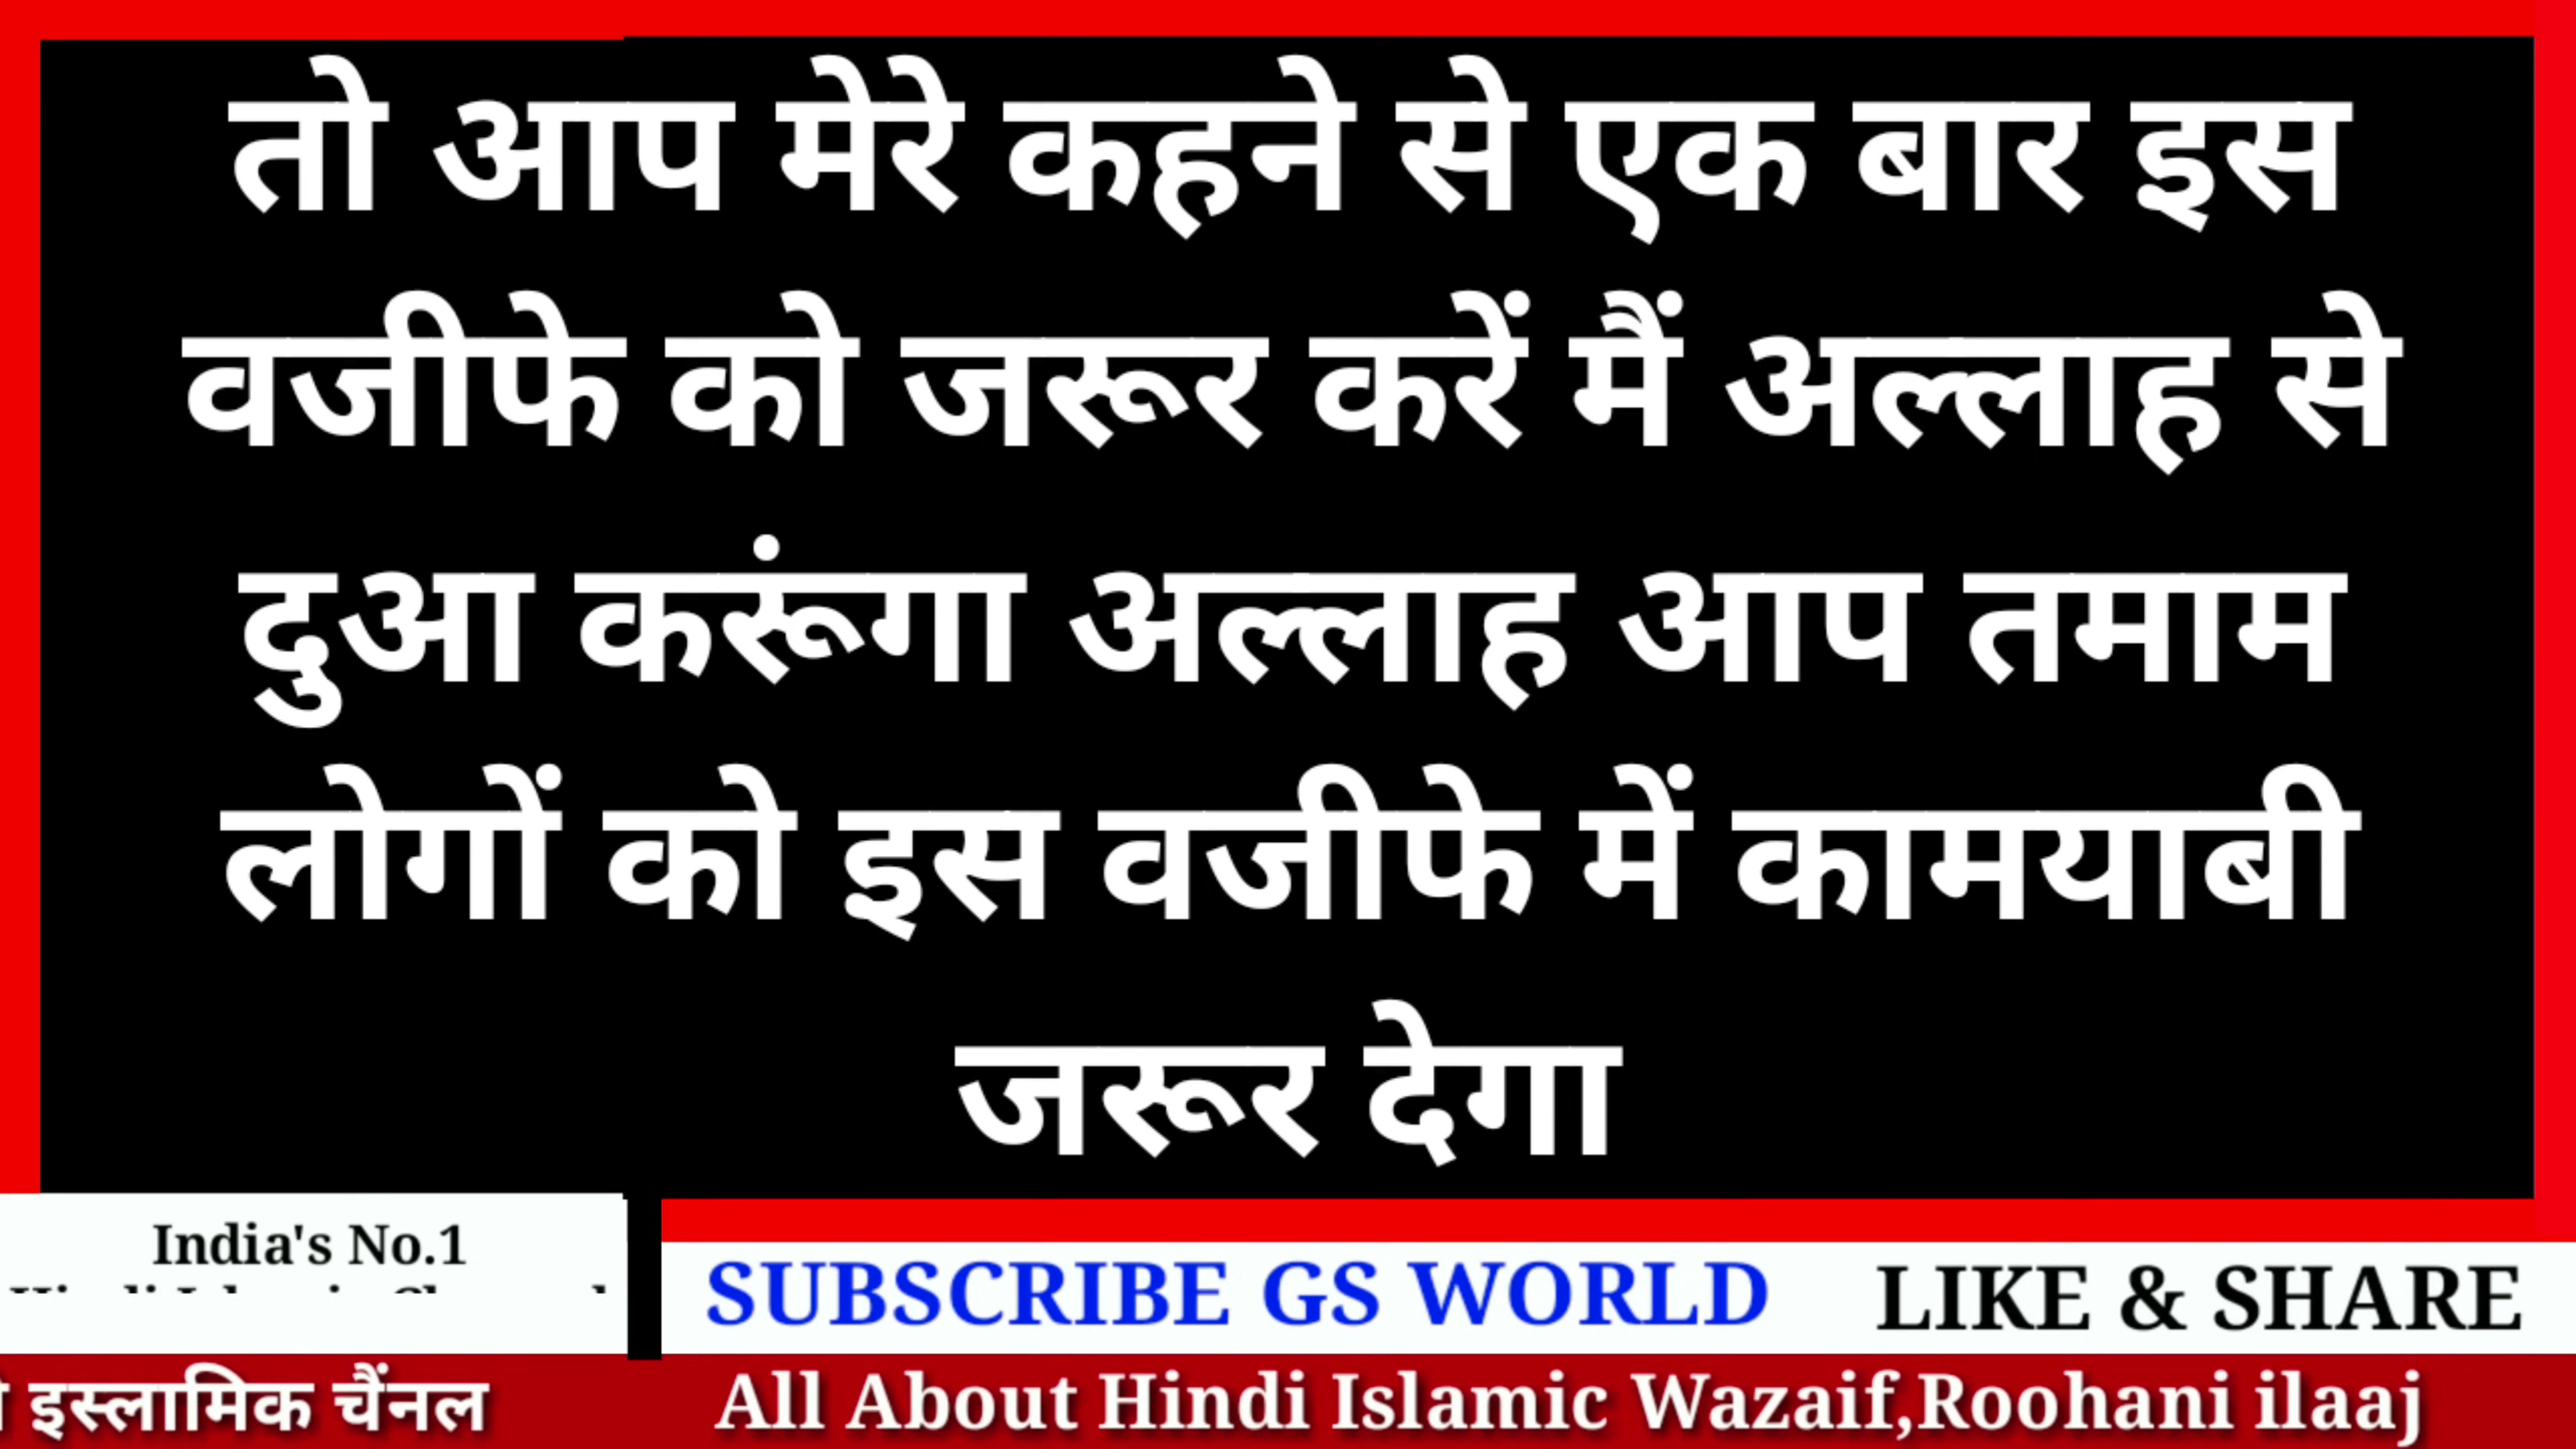 तो आप मेरे कहने से एक बार इस
वजीफे को जरूर करें मैं अल्लाह से
दुआ करूंगा अल्लाह आप तमाम
लोगों को इस वजीफे में कामयाबी
जरूर देगा
India's No.1
SUBSCRIBE GS WORLD LIKE & SHARE
इस्लामिक चैंनल All About Hindi Islamic Wazaif,Roohani ilaaj